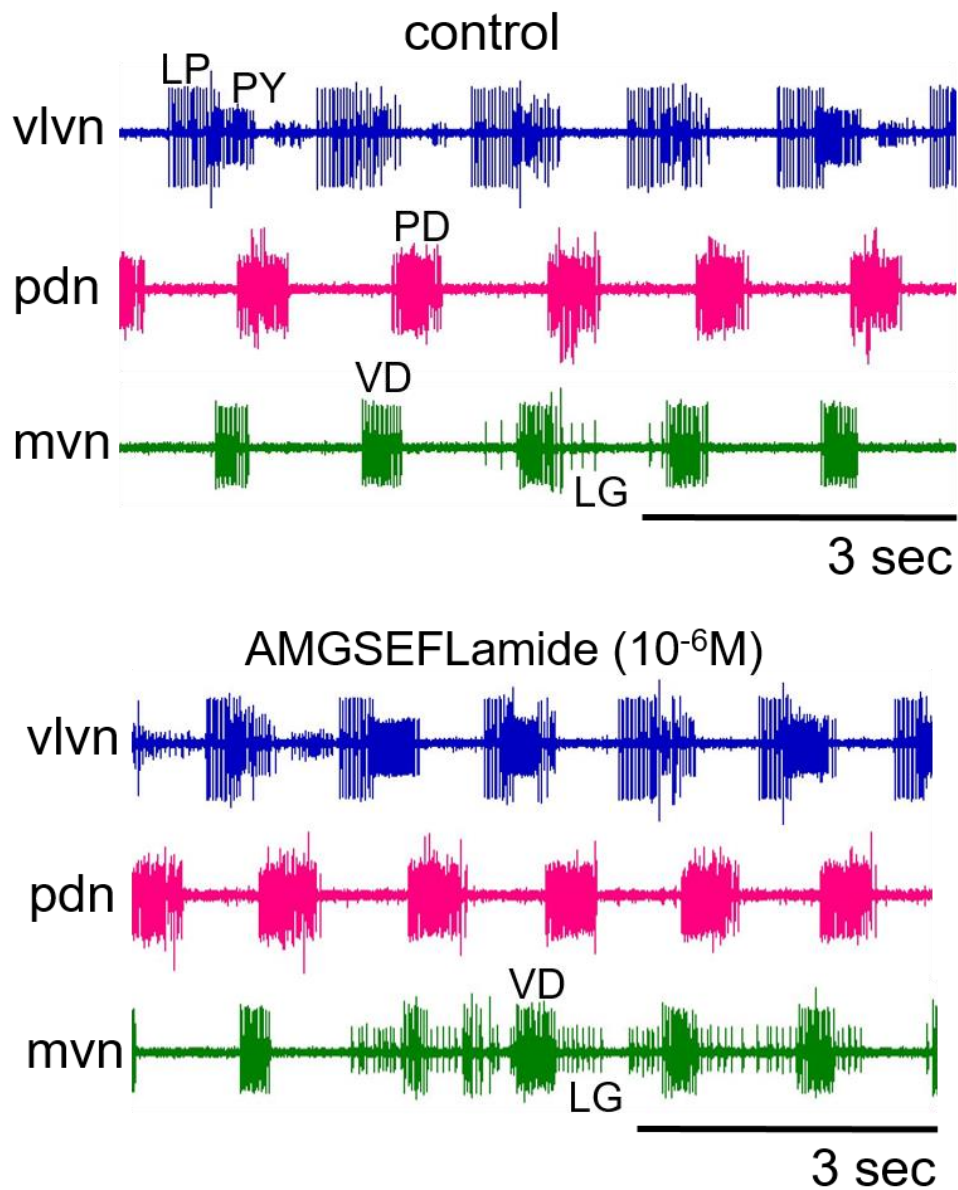 control
LP
PY
vlvn
PD
pdn
VD
mvn
LG
3 sec
AMGSEFLamide (10⁻⁶M)
vlvn
pdn
VD
mvn
LG
3 sec